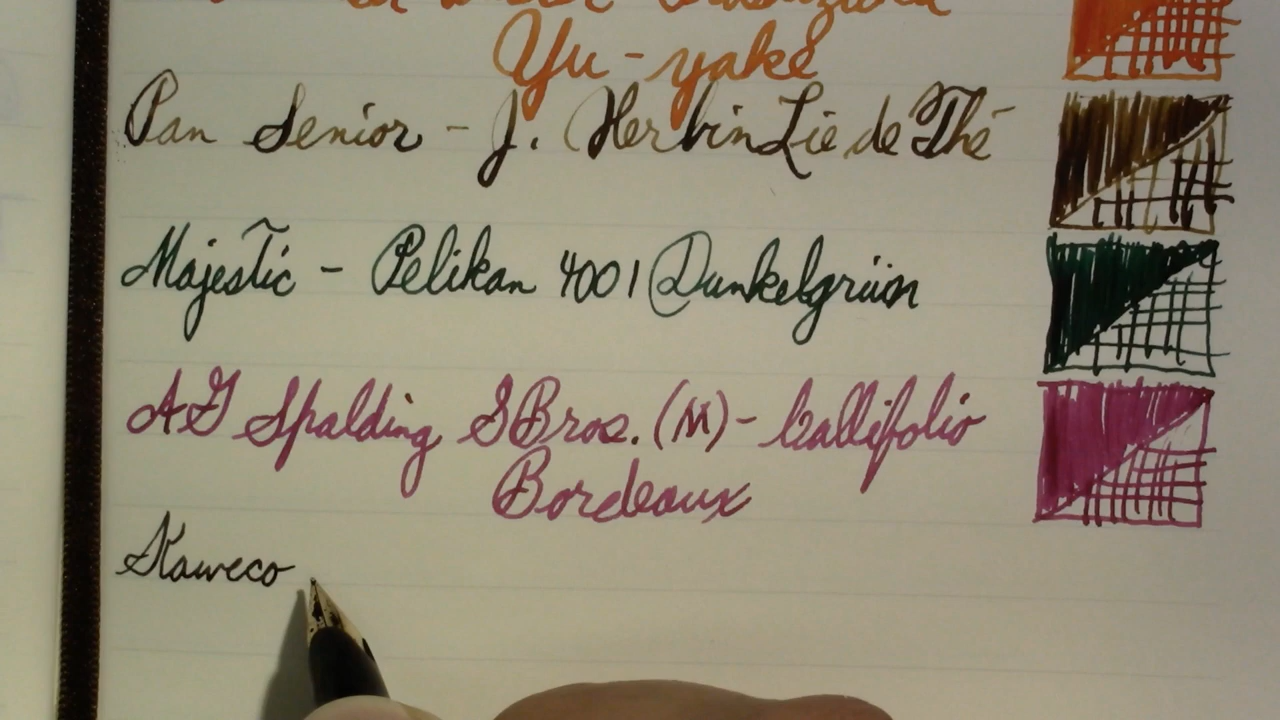 Yu-yake
Pan Senior - J. Herbin Lie de Thé
Majestic - Pelikan 4001 Dunkelgrün
AG Spalding & Bros. (M) - Callifolio
Bordeaux
Kaweco